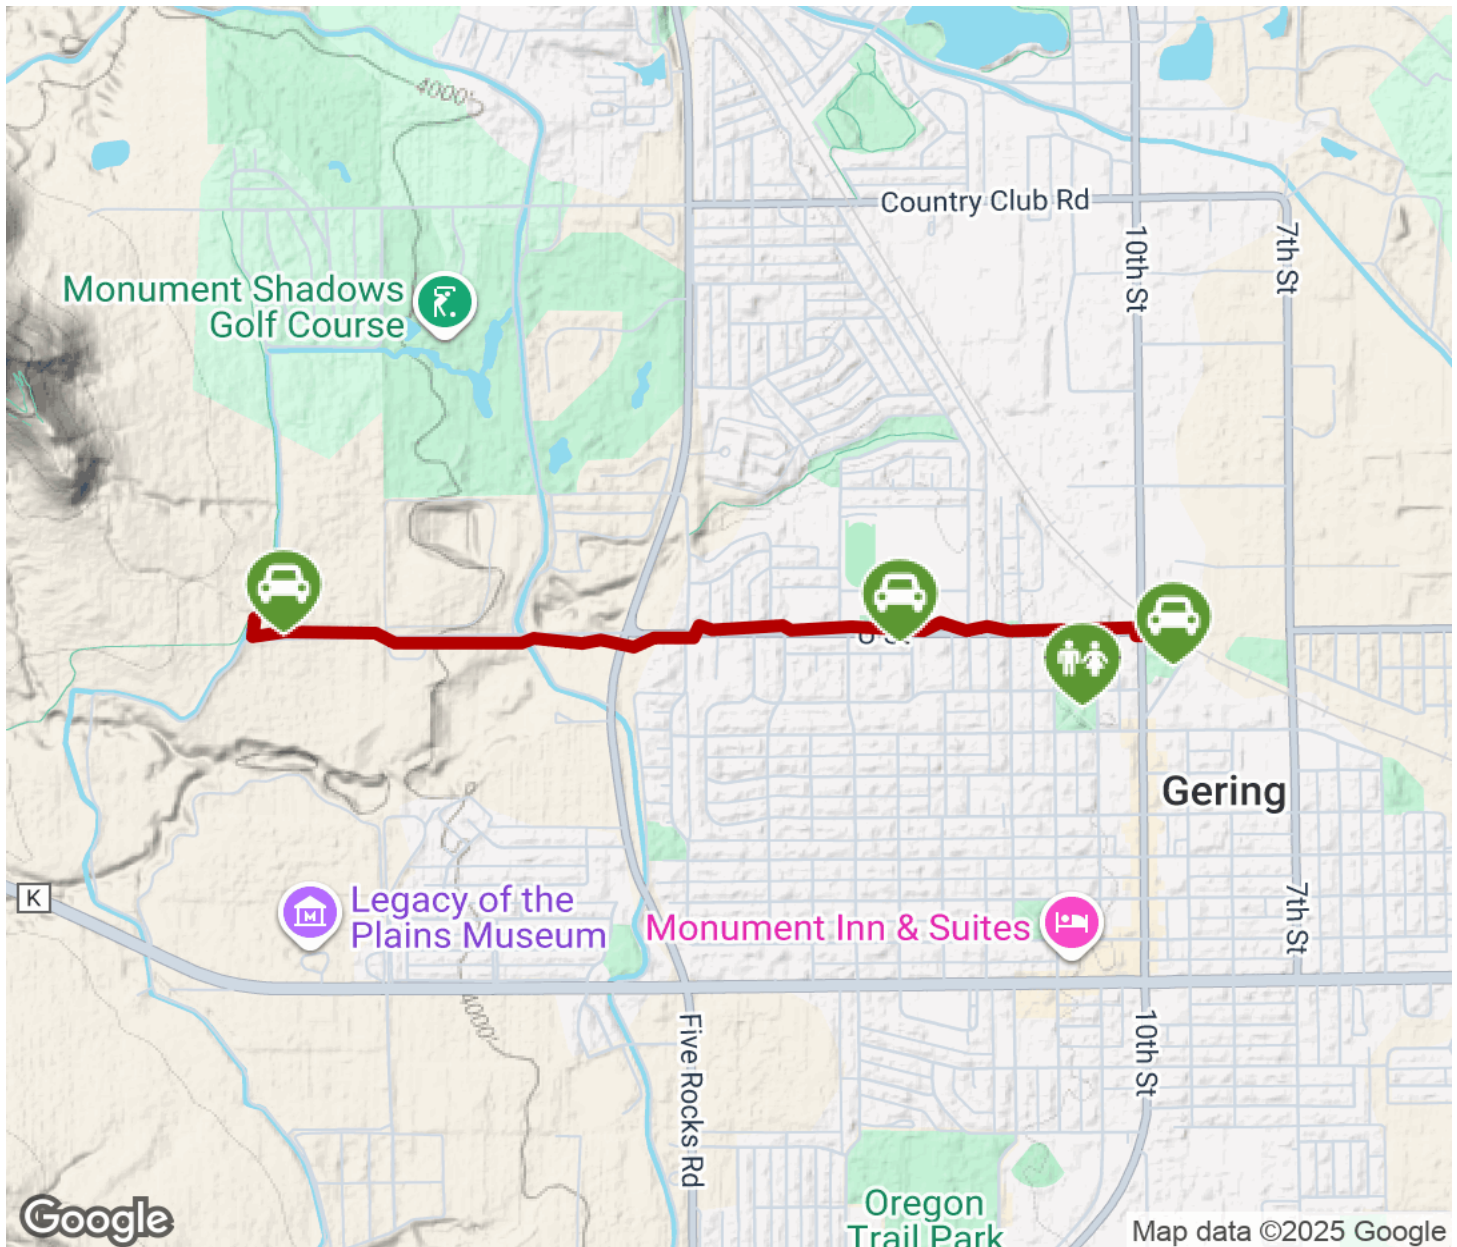 4000'
Country Club Rd
10th St
7th St
Monument Shadows
Golf Course
Gering
K
Legacy of the
Plains Museum
Monument Inn & Suites
7th St
4000'
Five Rocks Rd
10th St
Oregon
Trail Park
Google
Map data ©2025 Google